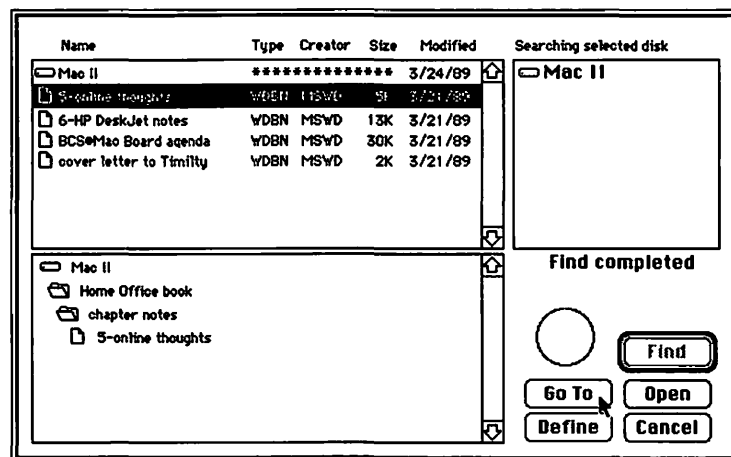 Name Type Creator Size Modified Searching selected disk
Mac II ************** 3/24/89 Mac II
5-online thoughts WDBN MSWD 5K 3/21/89
6-HP DeskJet notes WDBN MSWD 13K 3/21/89
BCS•Mac Board agenda WDBN MSWD 30K 3/21/89
cover letter to Timilty WDBN MSWD 2K 3/21/89
Mac II Find completed
Home Office book
chapter notes
5-online thoughts
Find
Go To Open
Define Cancel